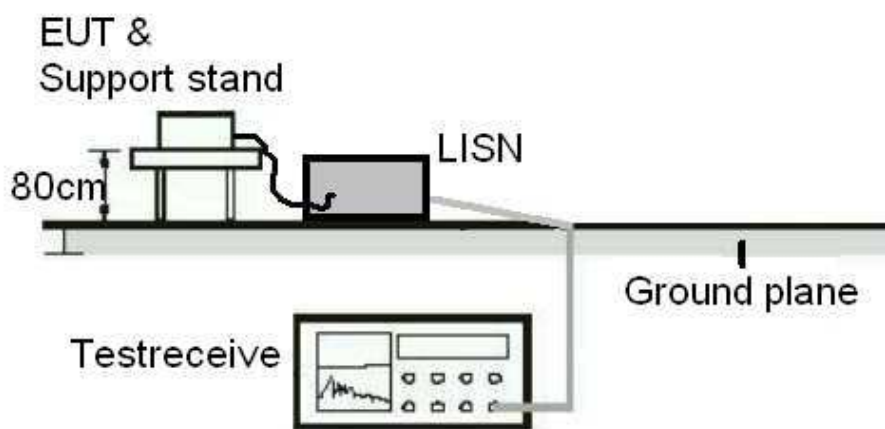 EUT &
Support stand
LISN
80cm
Ground plane
Testreceive